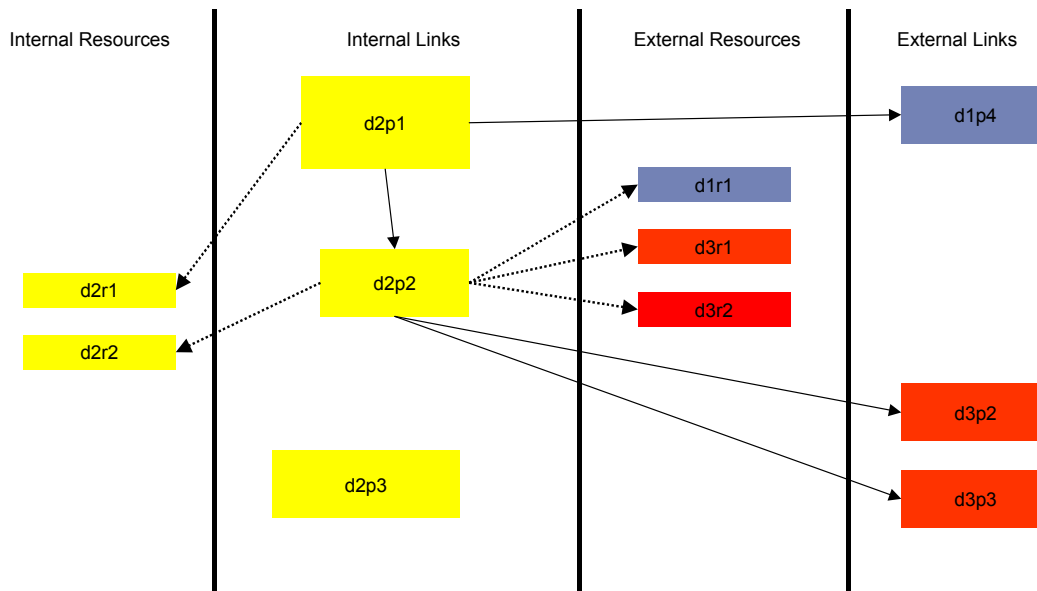 Internal Resources
Internal Links
External Resources
External Links
d2p1
d1p4
d1r1
d3r1
d2p2
d2r1
d3r2
d2r2
d3p2
d2p3
d3p3